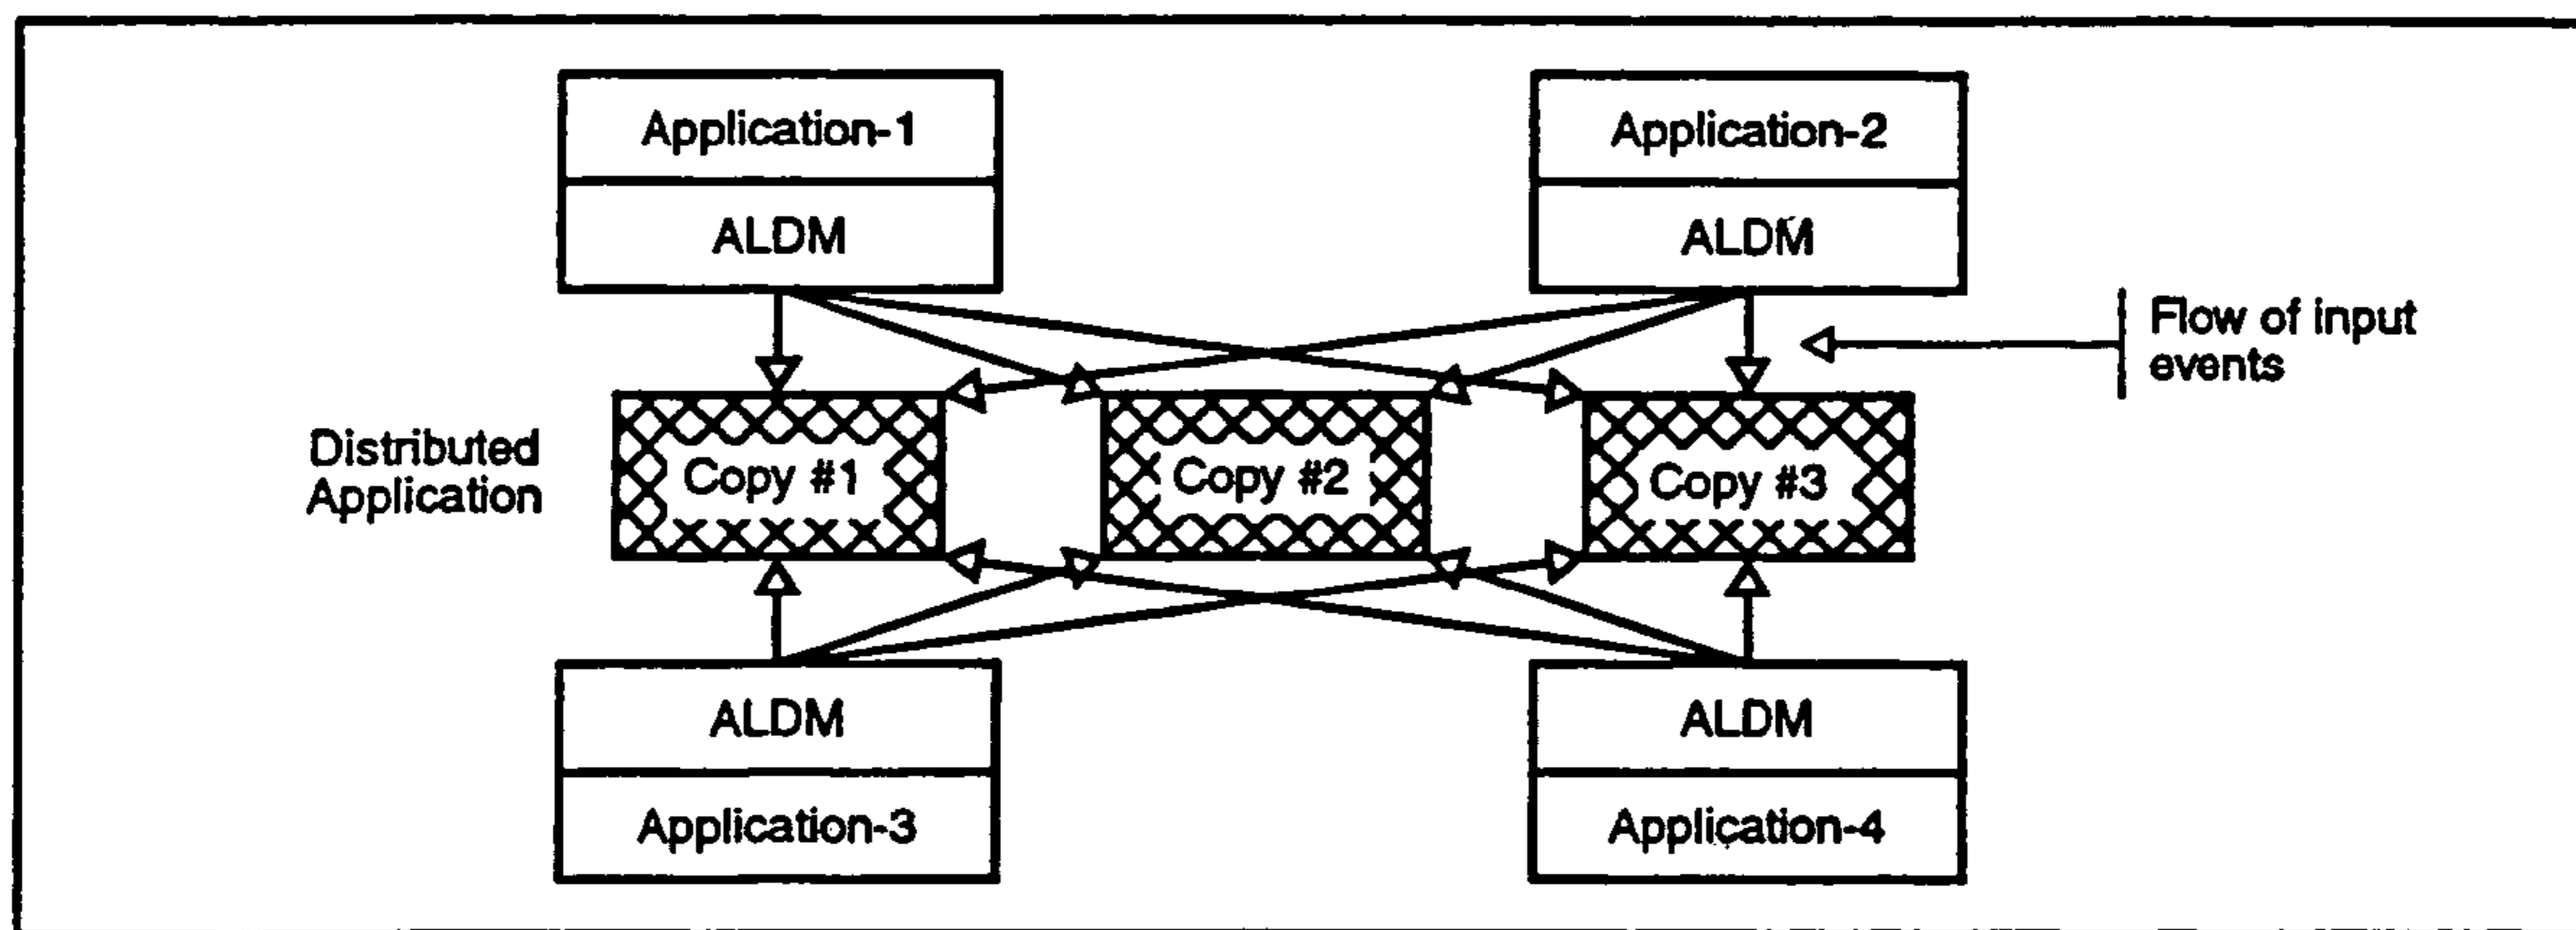 Application-1
Application-2
ALDM
ALDM
Flow of input
events
Distributed
Application
Copy #1
Copy #2
Copy #3
ALDM
ALDM
Application-3
Application-4